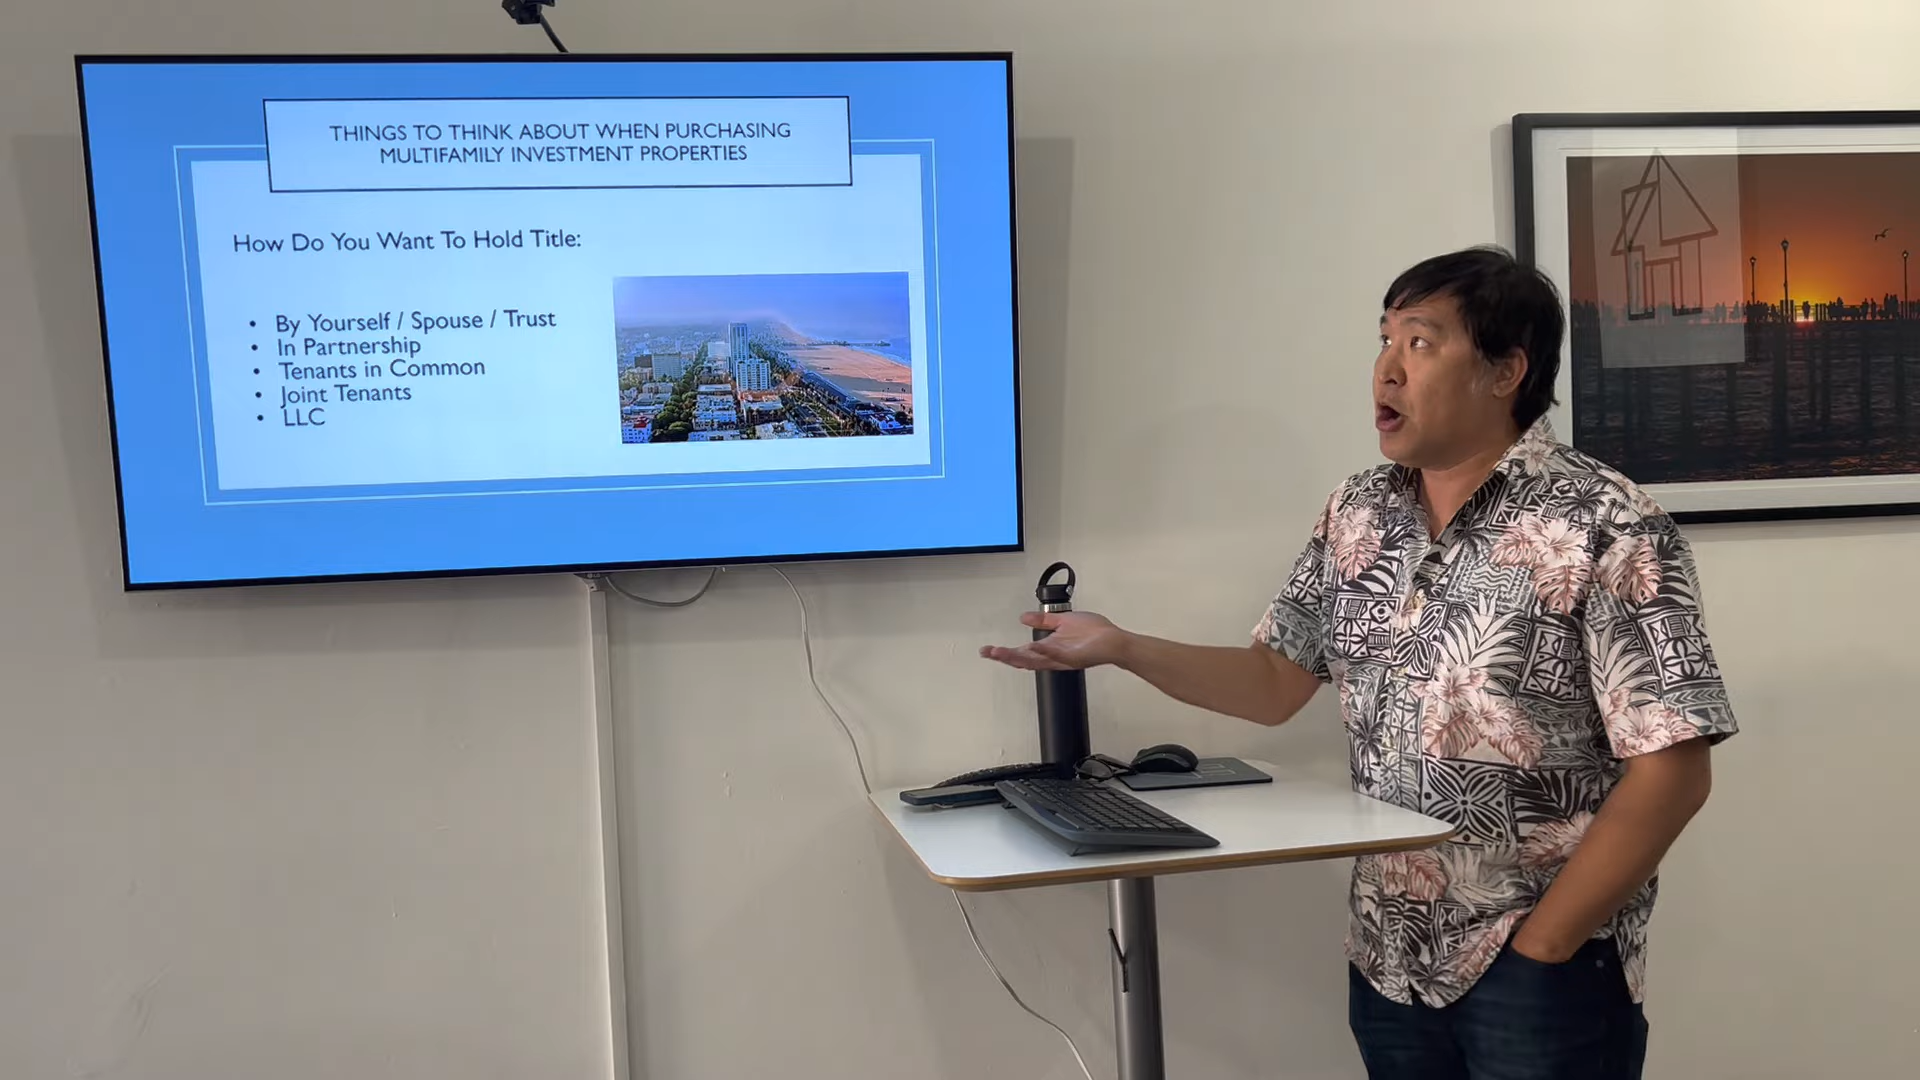 THINGS TO THINK ABOUT WHEN PURCHASING
MULTIFAMILY INVESTMENT PROPERTIES
How Do You Want To Hold Title:
• By Yourself / Spouse / Trust
• In Partnership
• Tenants in Common
• Joint Tenants
• LLC